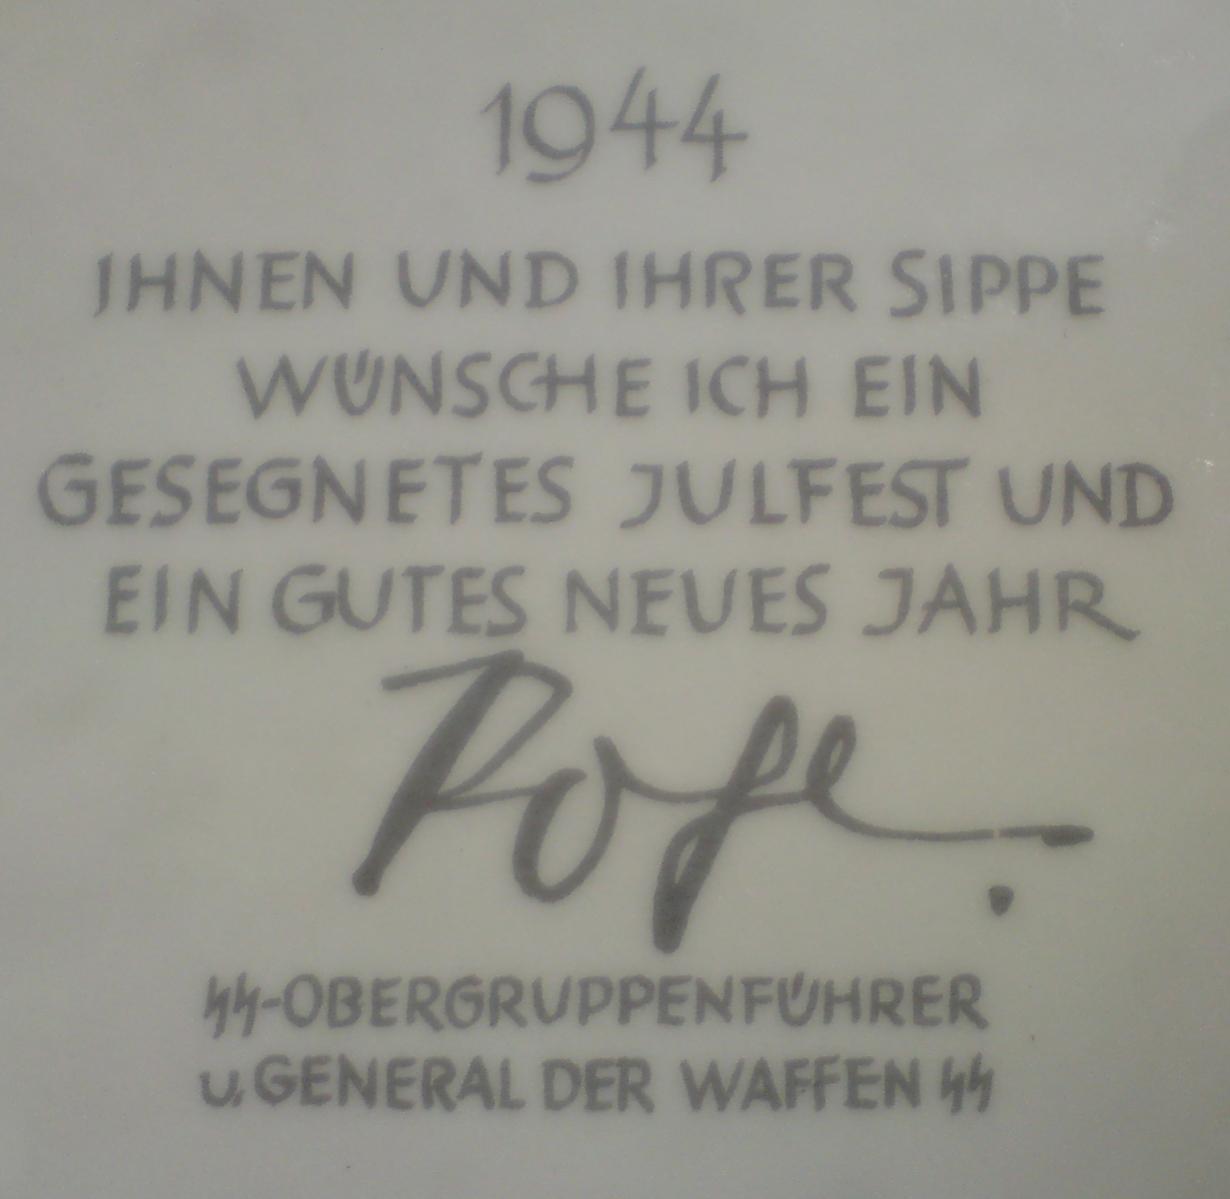 1944
IHNEN UND IHRER SIPPE
WÜNSCHE ICH EIN
GESEGNETES JULFEST UND
EIN GUTES NEUES JAHR
SS-OBERGRUPPENFÜHRER
u. GENERAL DER WAFFEN SS